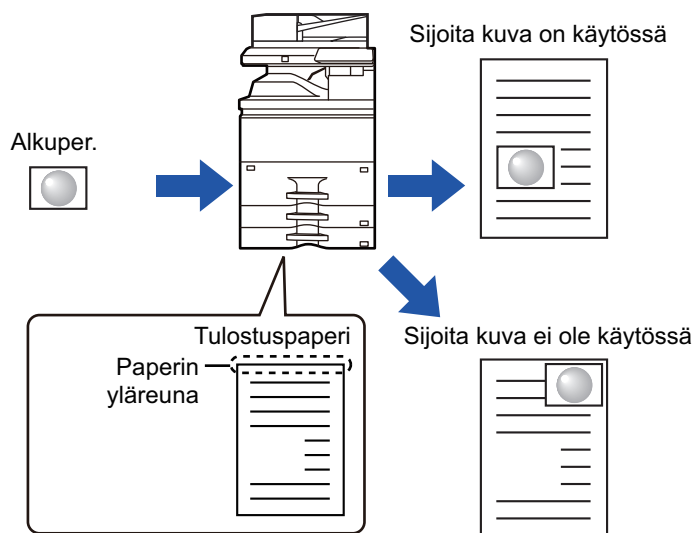 Sijoita kuva on käytössä
Alkuper.
Tulostuspaperi
Paperin
yläreuna
Sijoita kuva ei ole käytössä